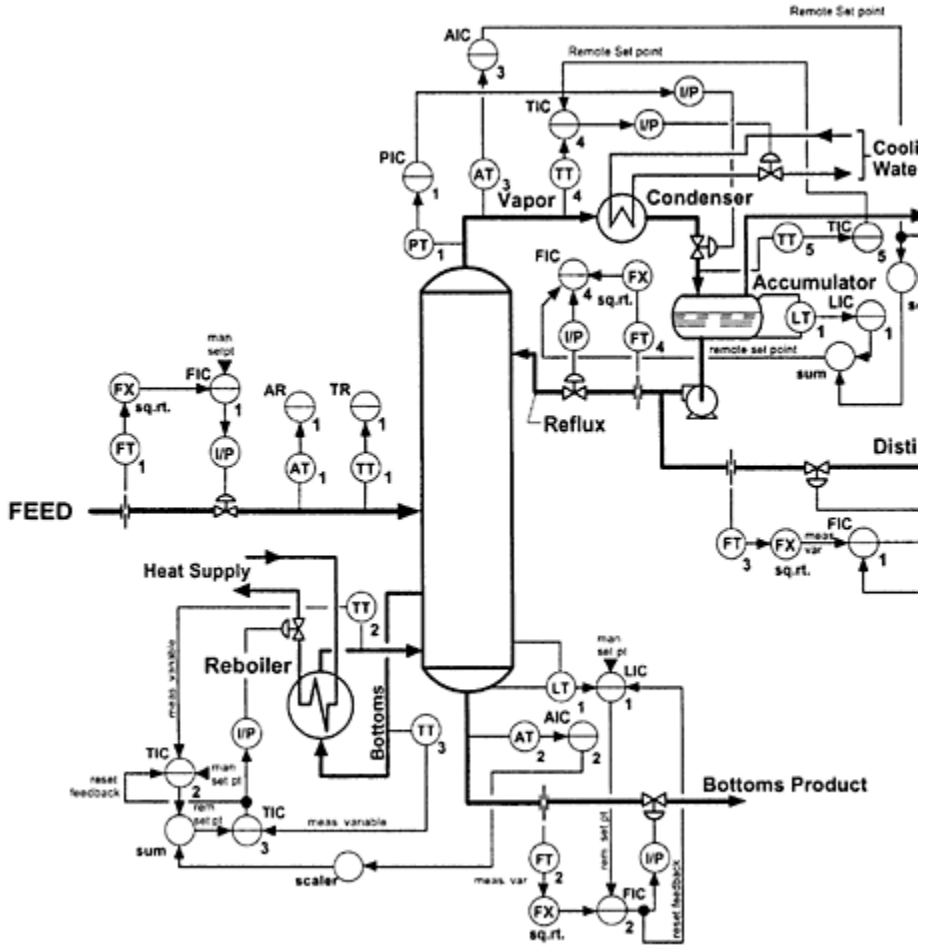 Remote Set point
AIC
3
Remote Set point
I/P
TIC
4
I/P
Cooli
Wate
PIC
1
AT
3
TT
4
Vapor
Condenser
PT
1
TT
5
TIC
5
FIC
4
FX
sq.rt.
Accumulator
s
LT
1
LIC
1
I/P
FT
4
remote set point
sum
man
setpt
FX
sq.rt.
FIC
1
AR
1
TR
1
Reflux
FT
1
I/P
AT
1
TT
1
Disti
FEED
FT
3
FX
sq.rt.
meas.
var
FIC
1
Heat Supply
TT
2
man
set pt
Reboiler
LT
1
LIC
1
meas. variable
I/P
Bottoms
TT
3
AT
2
AIC
2
TIC
2
man
set pt
reset
feedback
Bottoms Product
rem
set pt
TIC
3
meas. variable
sum
scaler
FT
2
meas. var
rem. set pt
I/P
reset feedback
FX
sq.rt.
FIC
2